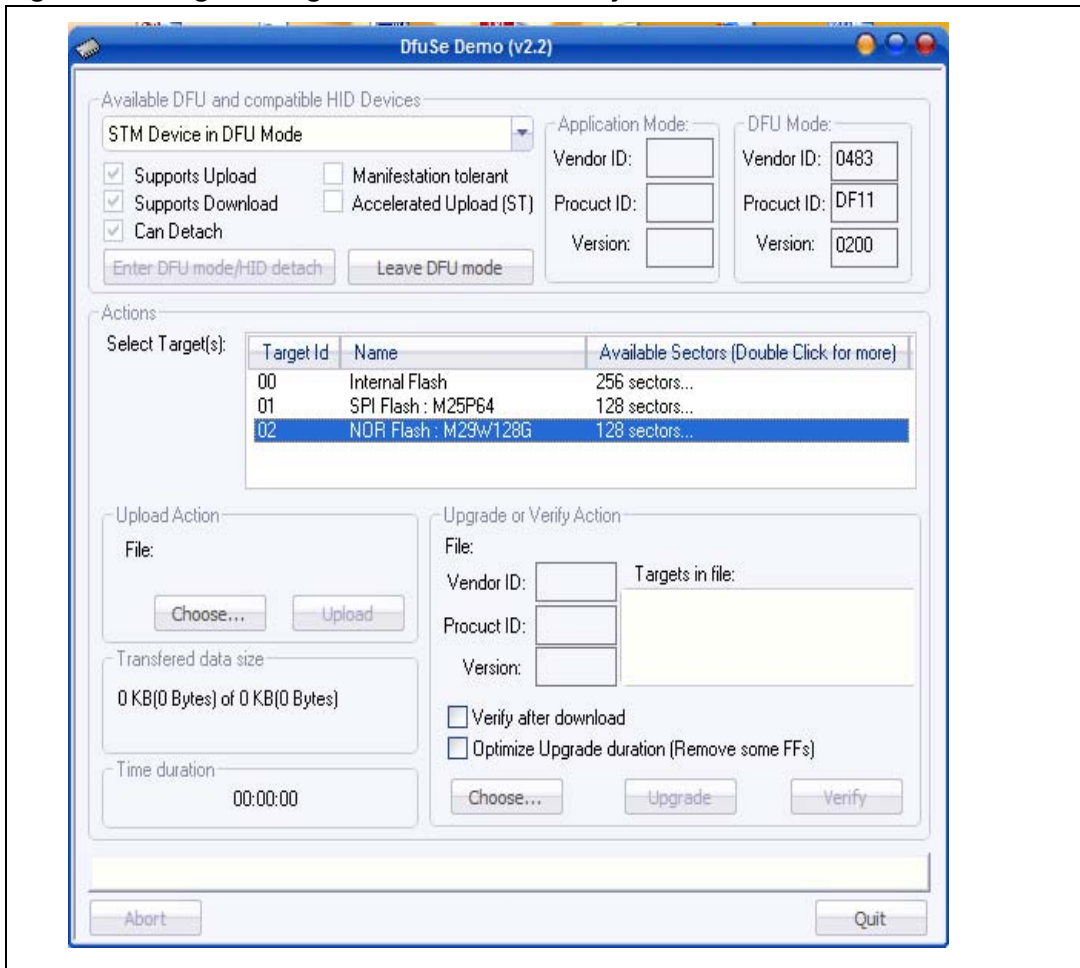 DfuSe Demo (v2.2)
Available DFU and compatible HID Devices
STM Device in DFU Mode
Supports Upload
Manifestation tolerant
Supports Download
Accelerated Upload (ST)
Can Detach
Enter DFU mode/HID detach
Leave DFU mode
Application Mode:
Vendor ID:
Procuct ID:
Version:
DFU Mode:
Vendor ID: 0483
Procuct ID: DF11
Version: 0200
Actions
Select Target(s):
Target Id Name Available Sectors (Double Click for more)
00 Internal Flash 256 sectors...
01 SPI Flash : M25P64 128 sectors...
02 NOR Flash : M29W128G 128 sectors...
Upload Action
File:
Choose... Upload
Transfered data size
0 KB(0 Bytes) of 0 KB(0 Bytes)
Time duration
00:00:00
Upgrade or Verify Action
File:
Vendor ID:
Procuct ID:
Version:
Targets in file:
Verify after download
Optimize Upgrade duration (Remove some FFs)
Choose... Upgrade Verify
Abort Quit